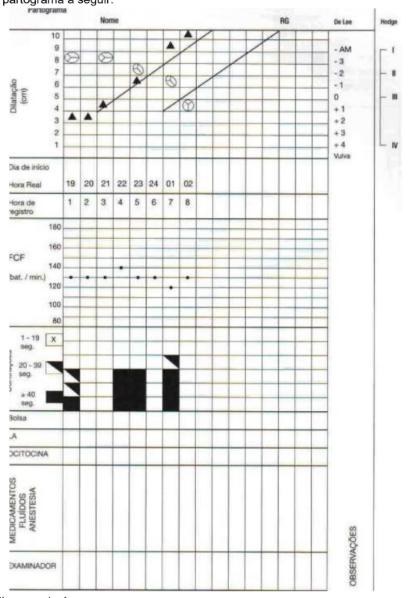 partograma a seguir.
Partograma
Nome RG De Lee Hodge
10 - AM I
9
8 - 3
7 - 2 II
6 - 1
5 0 III
4 + 1
3 + 2
2 + 3
1 + 4 IV
Vulva
Dilatação
(cm)
Dia de início
Hora Real 19 20 21 22 23 24 01 02
Hora de
registro 1 2 3 4 5 6 7 8
180
160
FCF
140
(bat. / min.)
120
100
80
1 - 19
seg. X
20 - 39
seg.
≥ 40
seg.
Bolsa
LA
OCITOCINA
MEDICAMENTOS
FLUÍDOS
ANESTESIA
OBSERVAÇÕES
EXAMINADOR